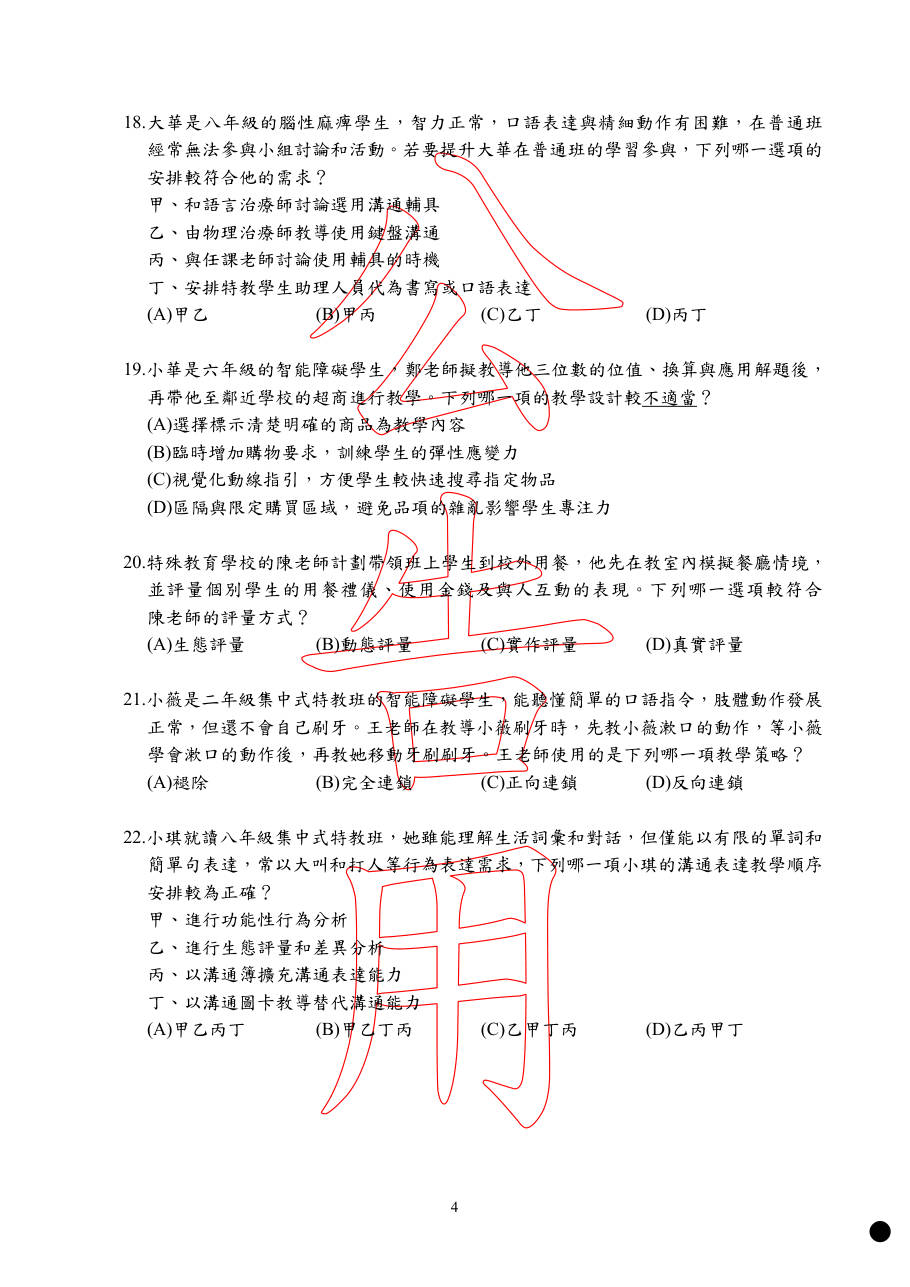 18.大華是八年級的腦性麻痺學生，智力正常，口語表達與精細動作有困難，在普通班
經常無法參與小組討論和活動。若要提升大華在普通班的學習參與，下列哪一選項的
安排較符合他的需求？
甲、和語言治療師討論選用溝通輔具
乙、由物理治療師教導使用鍵盤溝通
丙、與任課老師討論使用輔具的時機
丁、安排特教學生助理人員代為書寫或口語表達
(A)甲乙 (B)甲丙 (C)乙丁 (D)丙丁
19.小華是六年級的智能障礙學生，鄭老師擬教導他三位數的位值、換算與應用解題後，
再帶他至鄰近學校的超商進行教學。下列哪一項的教學設計較不適當？
(A)選擇標示清楚明確的商品為教學內容
(B)臨時增加購物要求，訓練學生的彈性應變力
(C)視覺化動線指引，方便學生較快速搜尋指定物品
(D)區隔與限定購買區域，避免品項的雜亂影響學生專注力
20.特殊教育學校的陳老師計劃帶領班上學生到校外用餐，他先在教室內模擬餐廳情境，
並評量個別學生的用餐禮儀、使用金錢及與人互動的表現。下列哪一選項較符合
陳老師的評量方式？
(A)生態評量 (B)動態評量 (C)實作評量 (D)真實評量
21.小薇是二年級集中式特教班的智能障礙學生，能聽懂簡單的口語指令，肢體動作發展
正常，但還不會自己刷牙。王老師在教導小薇刷牙時，先教小薇漱口的動作，等小薇
學會漱口的動作後，再教她移動牙刷刷牙。王老師使用的是下列哪一項教學策略？
(A)褪除 (B)完全連鎖 (C)正向連鎖 (D)反向連鎖
22.小琪就讀八年級集中式特教班，她雖能理解生活詞彙和對話，但僅能以有限的單詞和
簡單句表達，常以大叫和打人等行為表達需求，下列哪一項小琪的溝通表達教學順序
安排較為正確？
甲、進行功能性行為分析
乙、進行生態評量和差異分析
丙、以溝通簿擴充溝通表達能力
丁、以溝通圖卡教導替代溝通能力
(A)甲乙丙丁 (B)甲乙丁丙 (C)乙甲丁丙 (D)乙丙甲丁
公告用
4